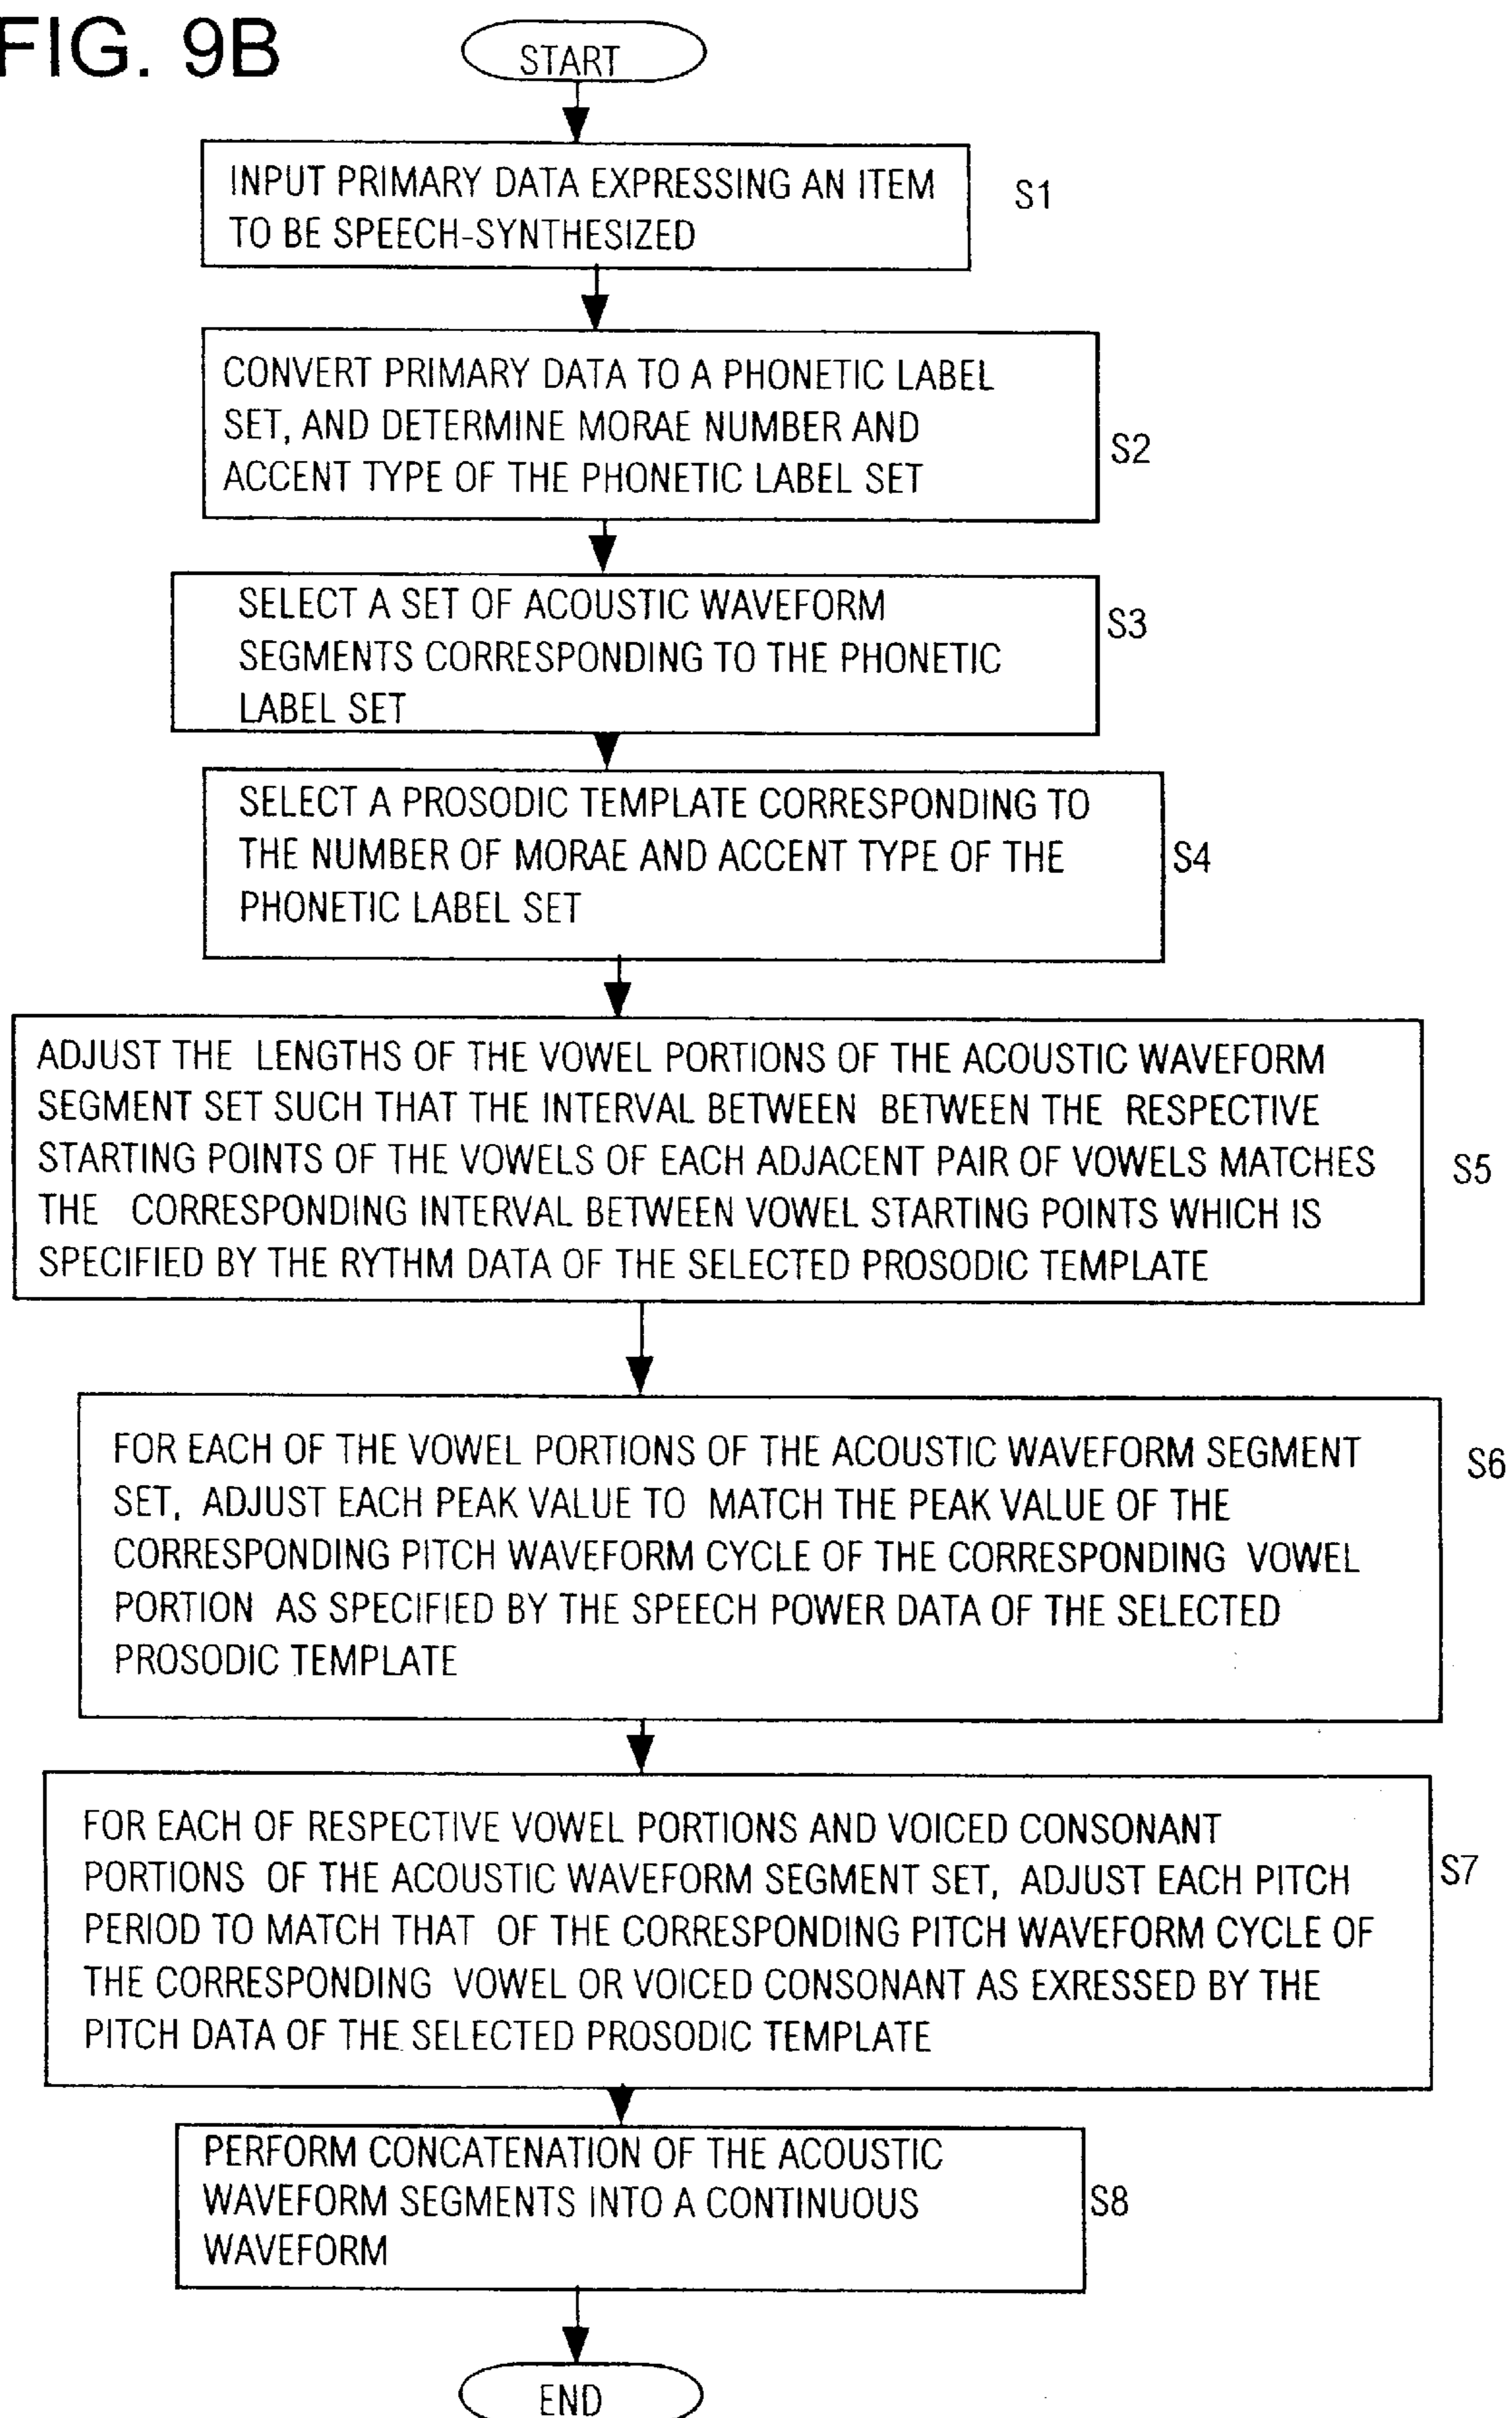 FIG. 9B
START
INPUT PRIMARY DATA EXPRESSING AN ITEM
TO BE SPEECH-SYNTHESIZED
S1
CONVERT PRIMARY DATA TO A PHONETIC LABEL
SET, AND DETERMINE MORAE NUMBER AND
ACCENT TYPE OF THE PHONETIC LABEL SET
S2
SELECT A SET OF ACOUSTIC WAVEFORM
SEGMENTS CORRESPONDING TO THE PHONETIC
LABEL SET
S3
SELECT A PROSODIC TEMPLATE CORRESPONDING TO
THE NUMBER OF MORAE AND ACCENT TYPE OF THE
PHONETIC LABEL SET
S4
ADJUST THE LENGTHS OF THE VOWEL PORTIONS OF THE ACOUSTIC WAVEFORM
SEGMENT SET SUCH THAT THE INTERVAL BETWEEN BETWEEN THE RESPECTIVE
STARTING POINTS OF THE VOWELS OF EACH ADJACENT PAIR OF VOWELS MATCHES
THE CORRESPONDING INTERVAL BETWEEN VOWEL STARTING POINTS WHICH IS
SPECIFIED BY THE RYTHM DATA OF THE SELECTED PROSODIC TEMPLATE
S5
FOR EACH OF THE VOWEL PORTIONS OF THE ACOUSTIC WAVEFORM SEGMENT
SET, ADJUST EACH PEAK VALUE TO MATCH THE PEAK VALUE OF THE
CORRESPONDING PITCH WAVEFORM CYCLE OF THE CORRESPONDING VOWEL
PORTION AS SPECIFIED BY THE SPEECH POWER DATA OF THE SELECTED
PROSODIC TEMPLATE
S6
FOR EACH OF RESPECTIVE VOWEL PORTIONS AND VOICED CONSONANT
PORTIONS OF THE ACOUSTIC WAVEFORM SEGMENT SET, ADJUST EACH PITCH
PERIOD TO MATCH THAT OF THE CORRESPONDING PITCH WAVEFORM CYCLE OF
THE CORRESPONDING VOWEL OR VOICED CONSONANT AS EXRESSED BY THE
PITCH DATA OF THE SELECTED PROSODIC TEMPLATE
S7
PERFORM CONCATENATION OF THE ACOUSTIC
WAVEFORM SEGMENTS INTO A CONTINUOUS
WAVEFORM
S8
END